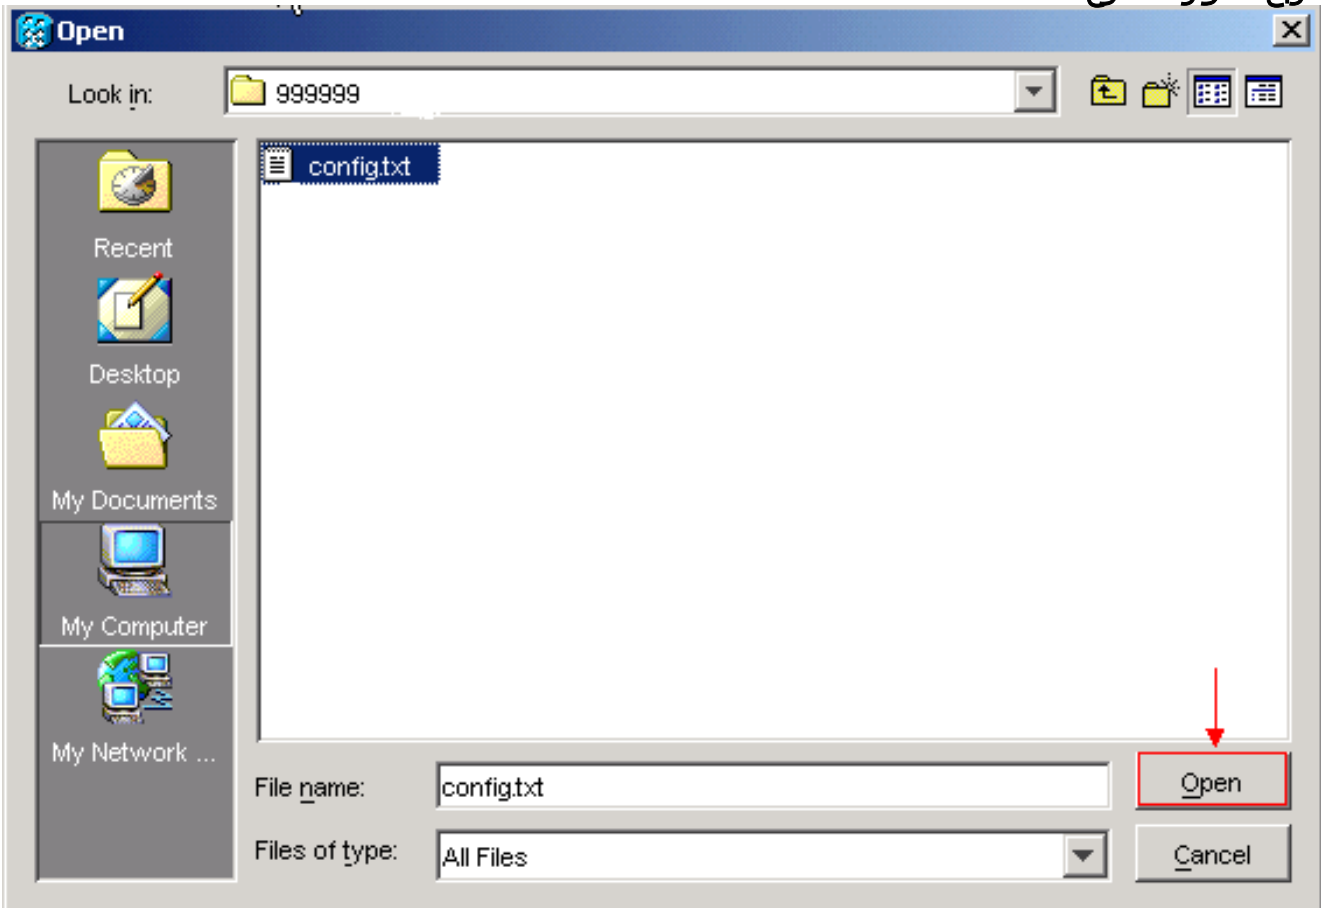 Open
Look in:
999999
config.txt
Recent
Desktop
My Documents
My Computer
My Network ...
File name:
config.txt
Open
Files of type:
All Files
Cancel